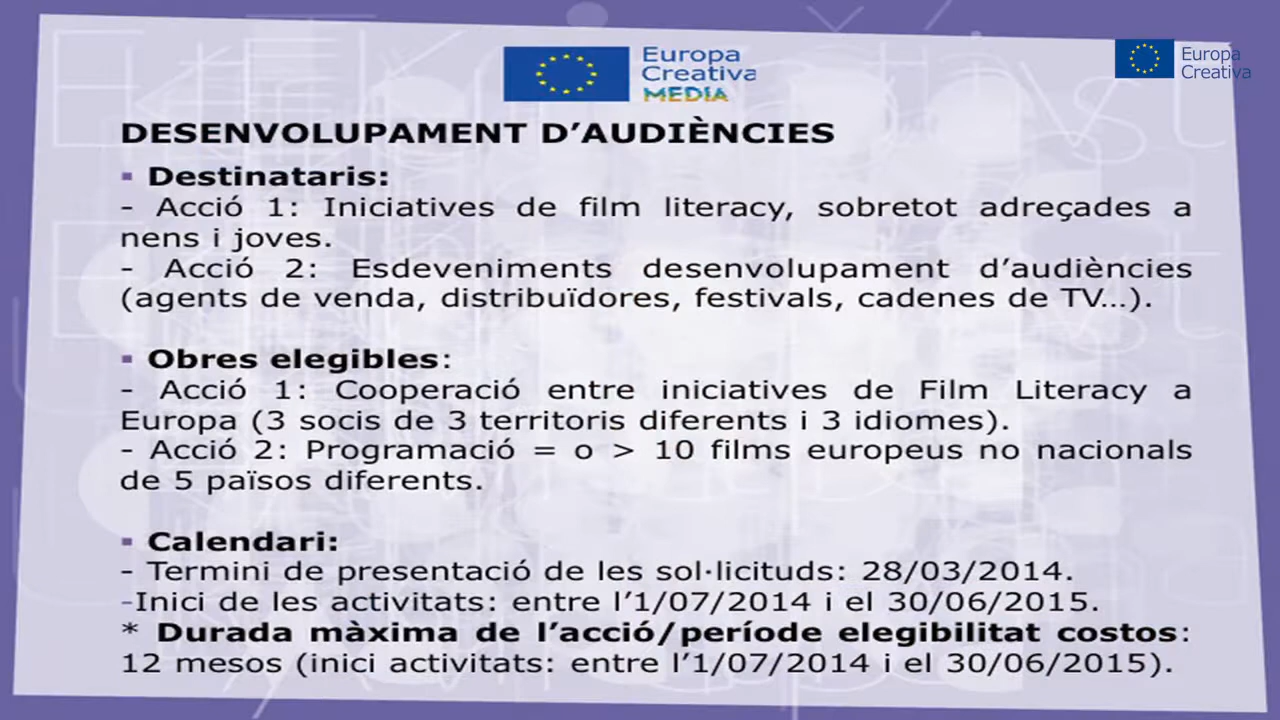 Europa
Creativa
MEDIA
Europa
Creativa
DESENVOLUPAMENT D’AUDIÈNCIES
▪ Destinataris:
- Acció 1: Iniciatives de film literacy, sobretot adreçades a
nens i joves.
- Acció 2: Esdeveniments desenvolupament d’audiències
(agents de venda, distribuïdores, festivals, cadenes de TV…).
▪ Obres elegibles:
- Acció 1: Cooperació entre iniciatives de Film Literacy a
Europa (3 socis de 3 territoris diferents i 3 idiomes).
- Acció 2: Programació = o > 10 films europeus no nacionals
de 5 països diferents.
▪ Calendari:
- Termini de presentació de les sol·licituds: 28/03/2014.
-Inici de les activitats: entre l’1/07/2014 i el 30/06/2015.
* Durada màxima de l’acció/període elegibilitat costos:
12 mesos (inici activitats: entre l’1/07/2014 i el 30/06/2015).